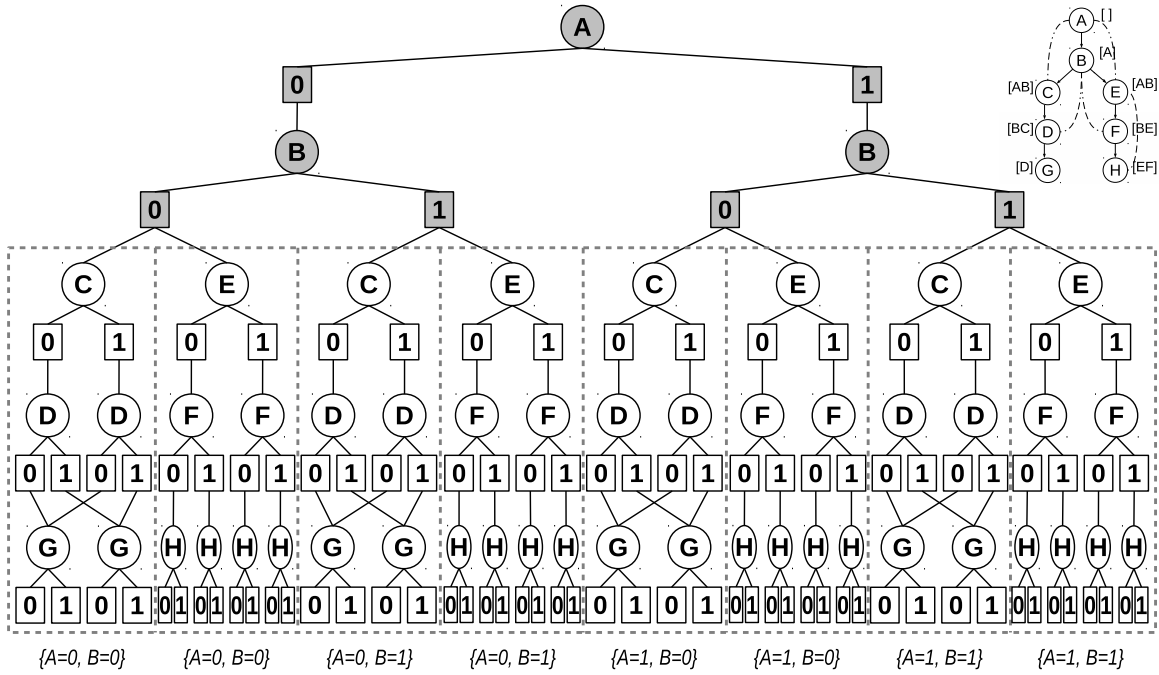 A
A [ ]
B [A]
[AB] C E [AB]
[BC] D F [BE]
[D] G H [EF]
0 1
B B
0 1 0 1
C E C E C E C E
0 1 0 1 0 1 0 1 0 1 0 1 0 1 0 1
D D F F D D F F D D F F D D F F
0 1 0 1 0 1 0 1 0 1 0 1 0 1 0 1 0 1 0 1 0 1 0 1 0 1 0 1 0 1 0 1
G G H H H H G G H H H H G G H H H H G G H H H H
0 1 0 1 0 1 0 1 0 1 0 1 0 1 0 1 0 1 0 1 0 1 0 1 0 1 0 1 0 1 0 1 0 1 0 1 0 1 0 1 0 1 0 1 0 1 0 1
{A=0, B=0} {A=0, B=0} {A=0, B=1} {A=0, B=1} {A=1, B=0} {A=1, B=0} {A=1, B=1} {A=1, B=1}